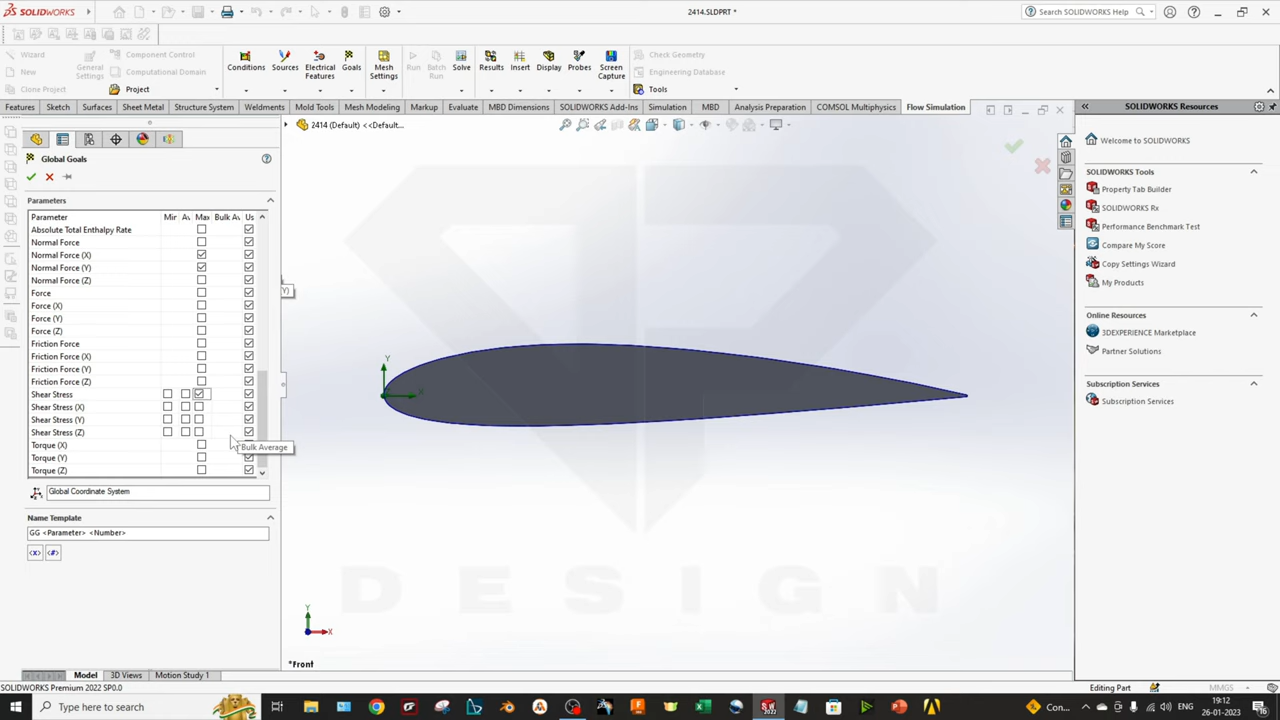 SOLIDWORKS
2414.SLDPRT *
Search SOLIDWORKS Help
Wizard
New
Clone Project
General Settings
Component Control
Computational Domain
Project
Conditions
Sources
Electrical Features
Goals
Mesh Settings
Run
Batch Run
Solve
Results
Insert
Display
Probes
Screen Capture
Check Geometry
Engineering Database
Tools
Features
Sketch
Surfaces
Sheet Metal
Structure System
Weldments
Mold Tools
Mesh Modeling
Markup
Evaluate
MBD Dimensions
SOLIDWORKS Add-Ins
Simulation
MBD
Analysis Preparation
COMSOL Multiphysics
Flow Simulation
SOLIDWORKS Resources
2414 (Default) <<Default...
Global Goals
Parameters
Parameter Mir Av Max Bulk Av Us
Absolute Total Enthalpy Rate
Normal Force
Normal Force (X)
Normal Force (Y)
Normal Force (Z)
Force
Force (X)
Force (Y)
Force (Z)
Friction Force
Friction Force (X)
Friction Force (Y)
Friction Force (Z)
Shear Stress
Shear Stress (X)
Shear Stress (Y)
Shear Stress (Z)
Torque (X)
Torque (Y)
Torque (Z)
Bulk Average
Y)
Global Coordinate System
Name Template
GG <Parameter> <Number>
<x> <#>
Y
X
DESIGN
Y
X
*Front
Welcome to SOLIDWORKS
SOLIDWORKS Tools
Property Tab Builder
SOLIDWORKS Rx
Performance Benchmark Test
Compare My Score
Copy Settings Wizard
My Products
Online Resources
3DEXPERIENCE Marketplace
Partner Solutions
Subscription Services
Subscription Services
Model
3D Views
Motion Study 1
SOLIDWORKS Premium 2022 SP0.0
Editing Part
MMGS
Type here to search
Con...
ENG
19:12
26-01-2023